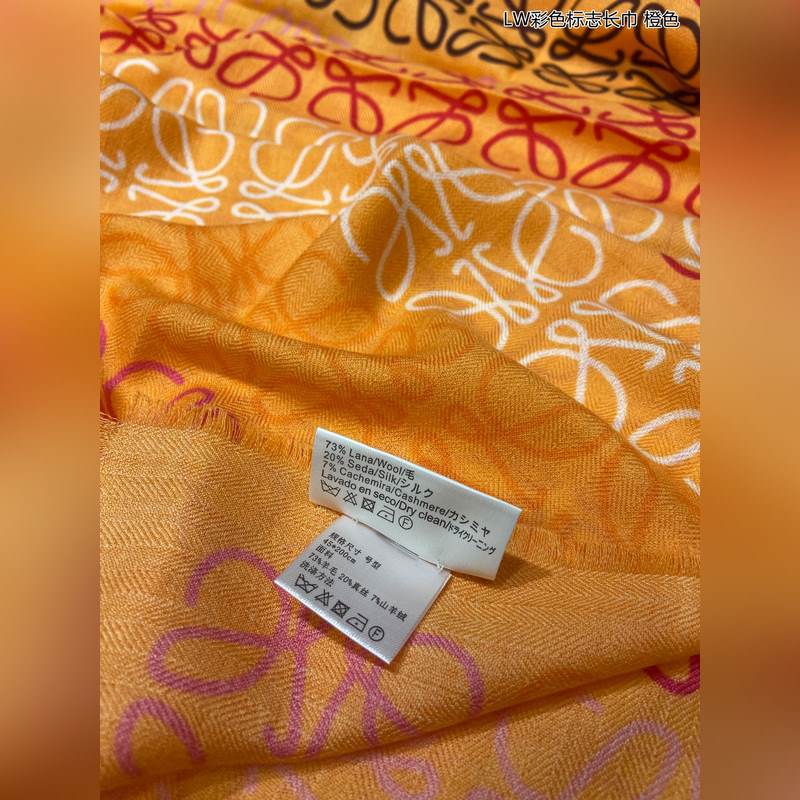 LW彩色标志长巾 橙色
73% Lana/Wool/毛
20% Seda/Silk/シルク
7% Cachemira/Cashmere/カシミヤ
Lavado en seco/Dry clean/ドライクリーニング
F
规格尺寸 号型
45*200cm
面料
73%羊毛 20%真丝 7%山羊绒
洗涤方法
F